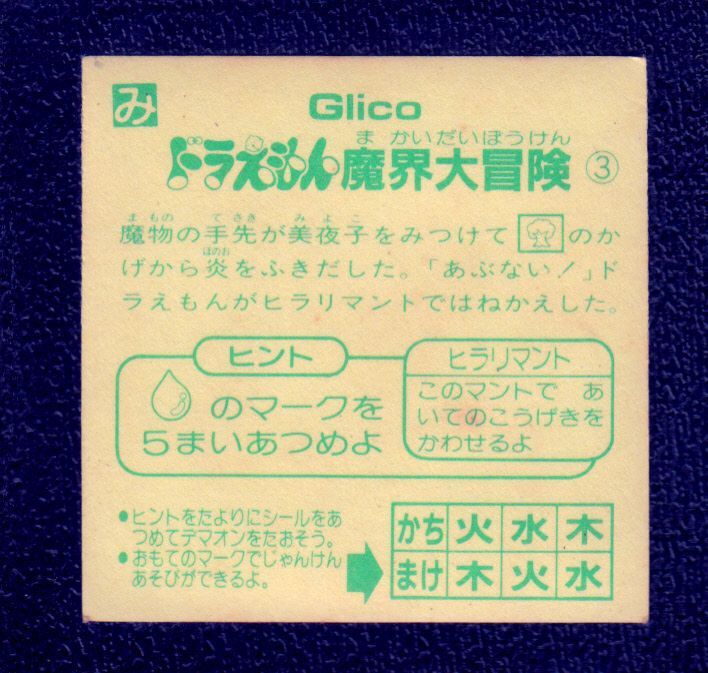 み
Glico
まかいだいぼうけん
ドラえもん 魔界大冒険 ③
まもの てさき みよこ
魔物の手先が美夜子をみつけて のか
ほのお
げから炎をふきだした。「あぶない!」ド
ラえもんがヒラリマントではねかえした。
ヒント
のマークを
5まいあつめよ
ヒラリマント
このマントで あ
いてのこうげきを
かわせるよ
●ヒントをたよりにシールをあ
つめてデマオンをたおそう。
●おもてのマークでじゃんけん
あそびができるよ。
かち 火 水 木
まけ 木 火 水